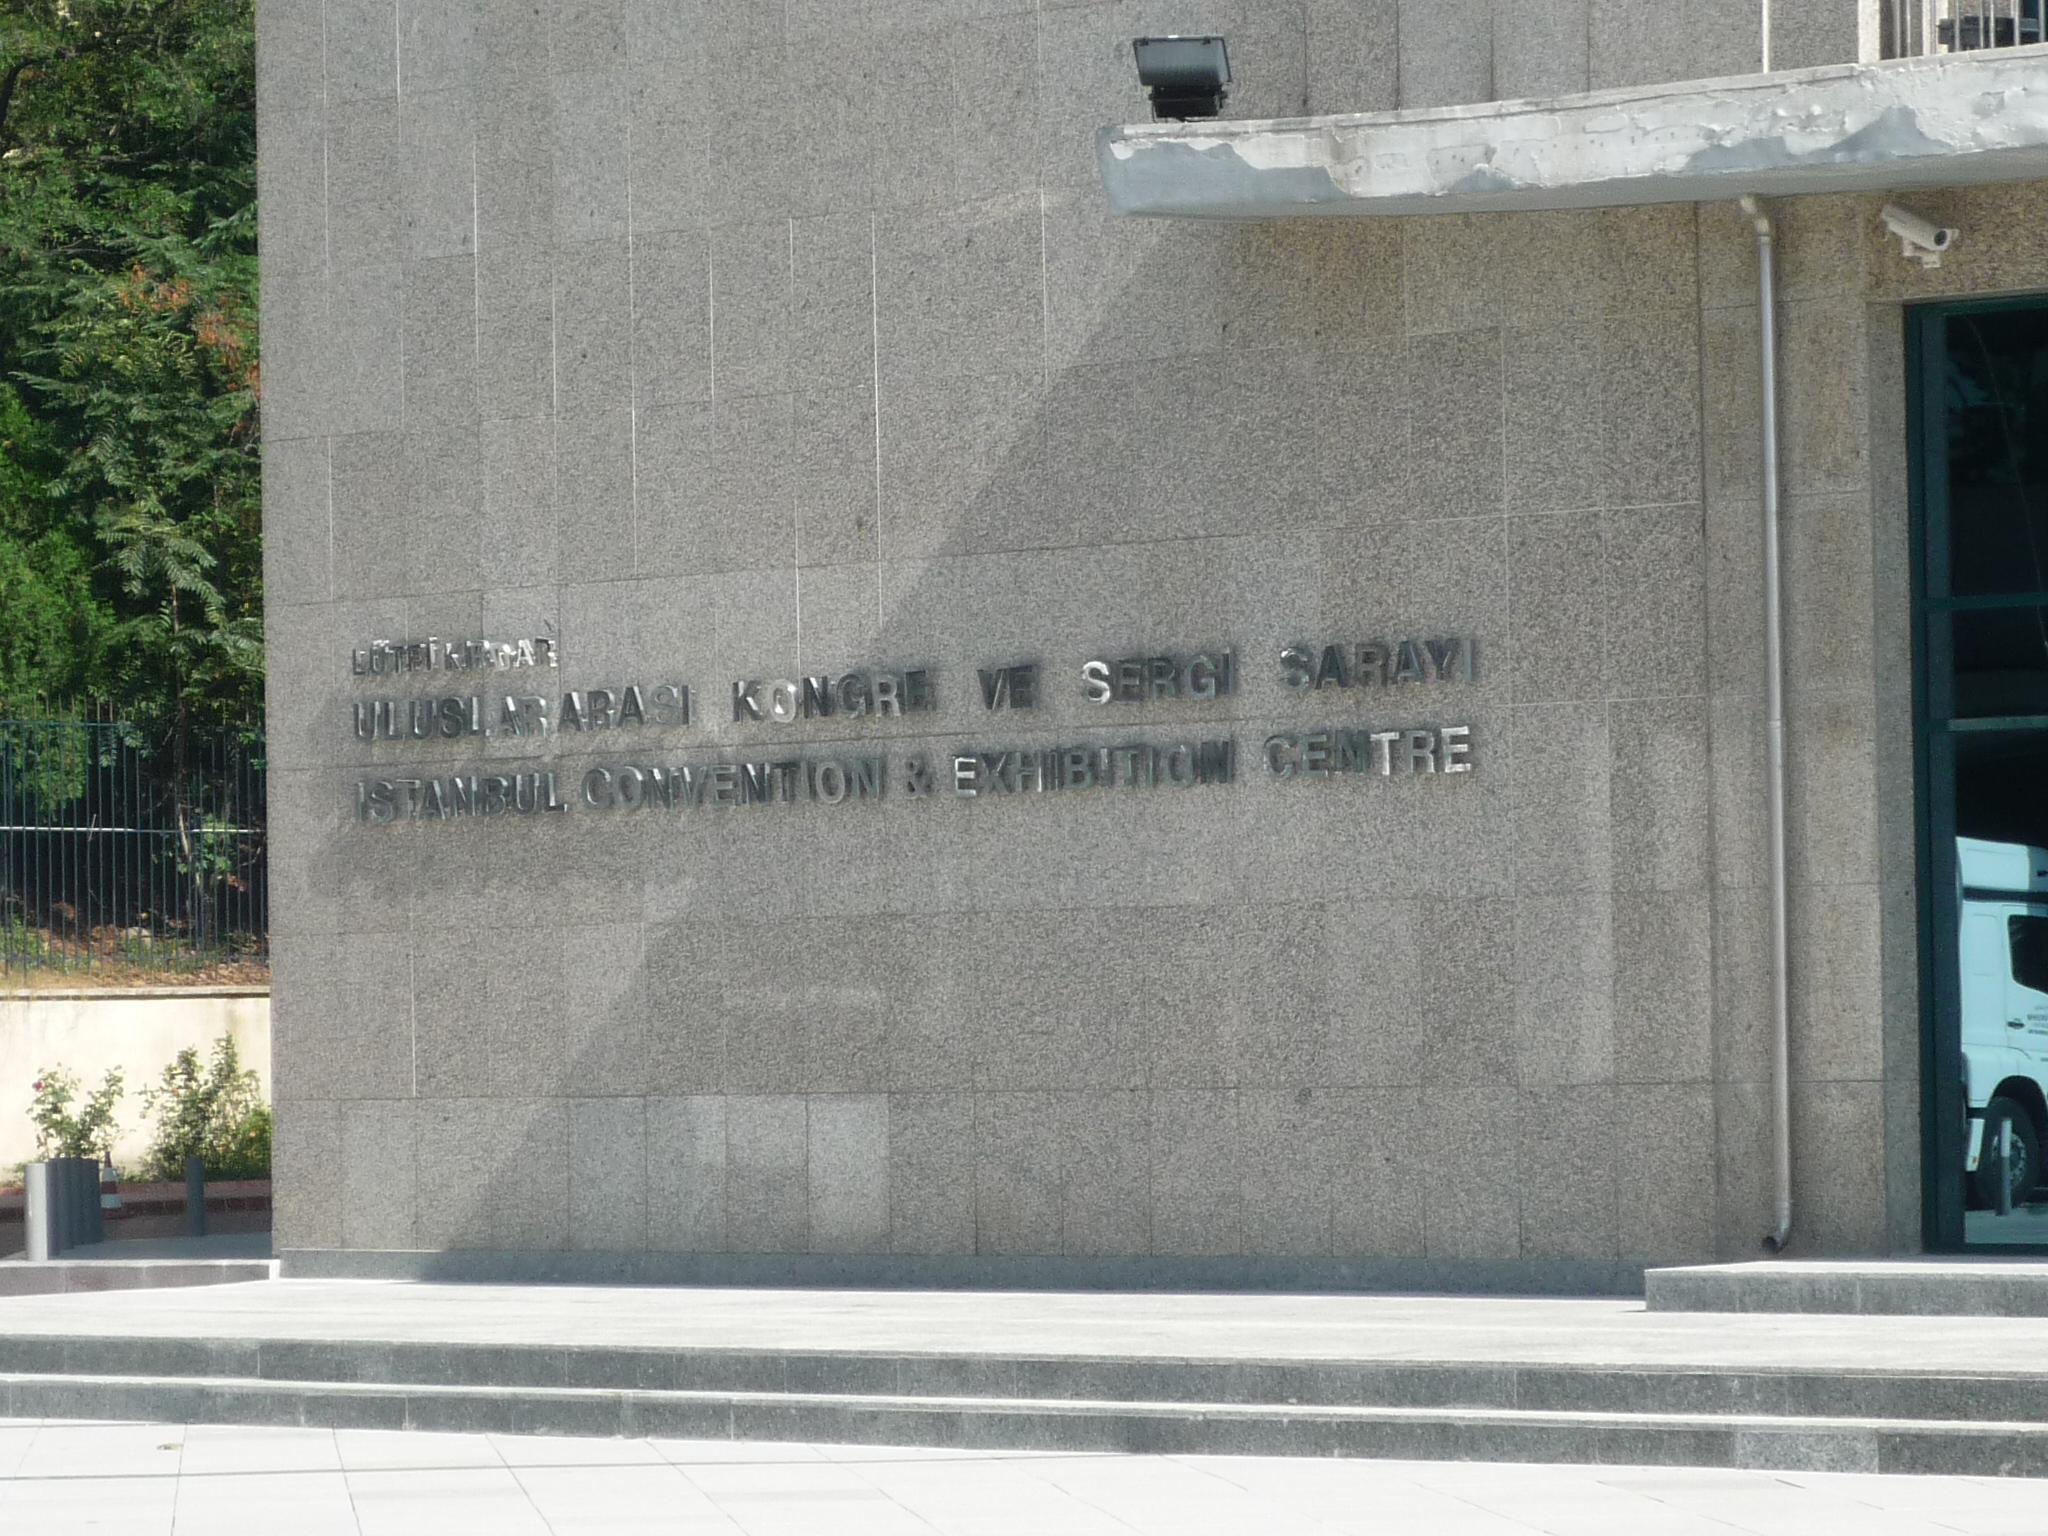 LÜTFİ KIRDAR
ULUSLARARASI KONGRE VE SERGİ SARAYI
ISTANBUL CONVENTION & EXHIBITION CENTRE